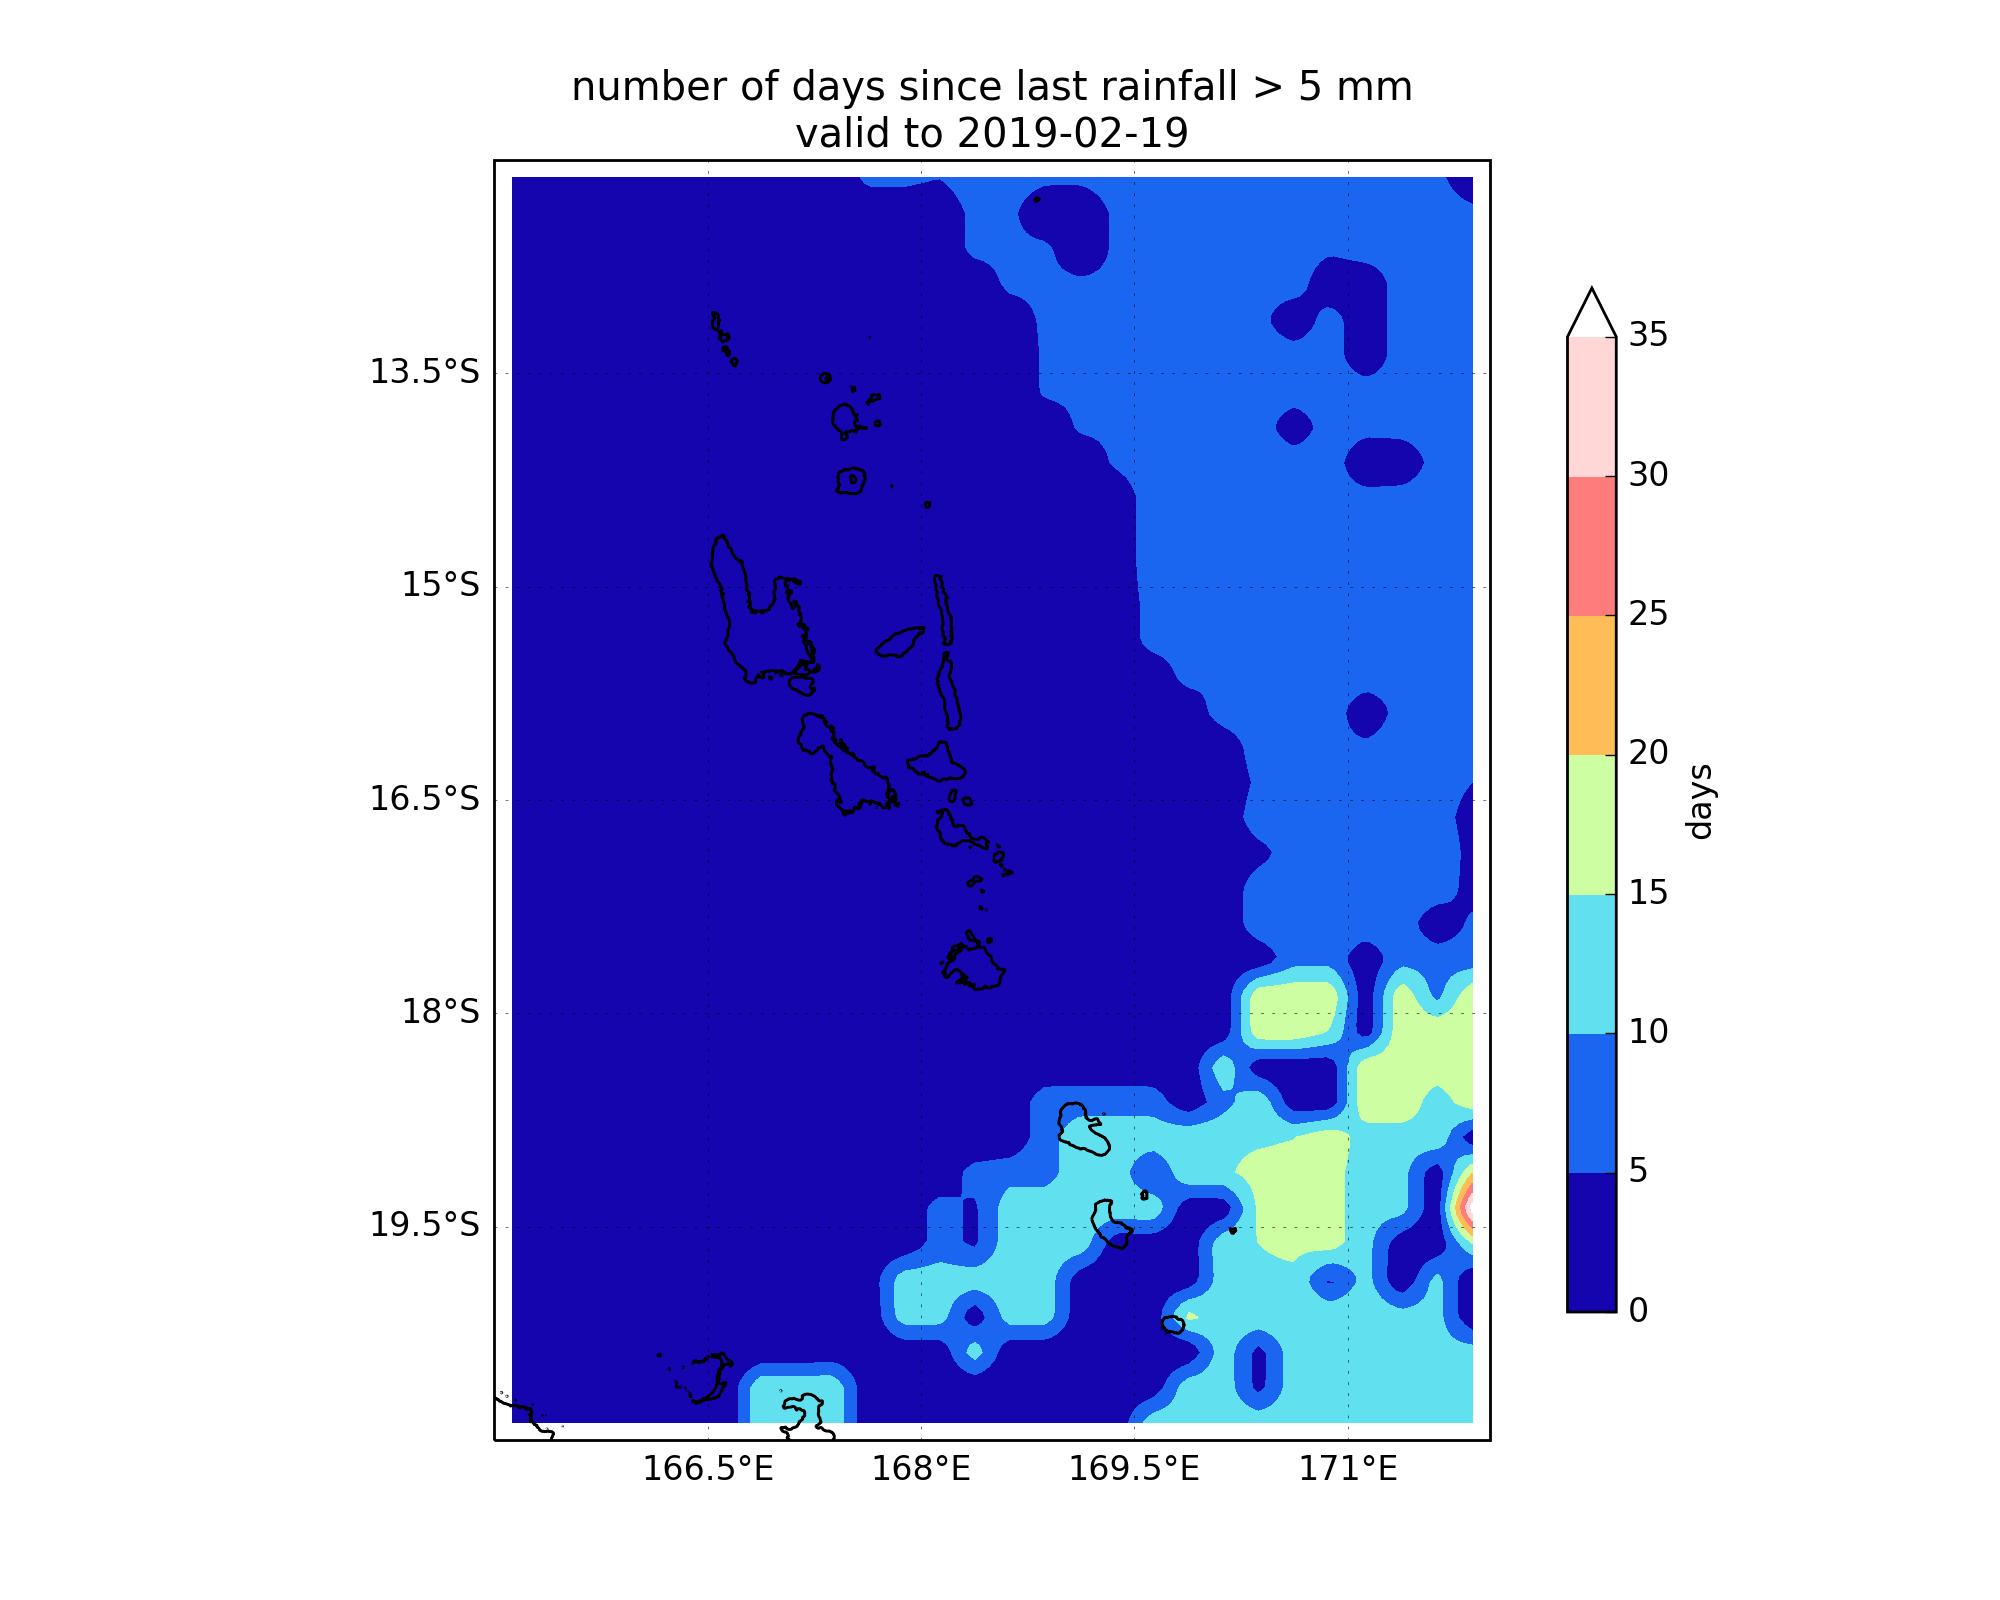 number of days since last rainfall > 5 mm
valid to 2019-02-19
13.5°S
15°S
16.5°S
18°S
19.5°S
166.5°E
168°E
169.5°E
171°E
35
30
25
20
15
10
5
0
days